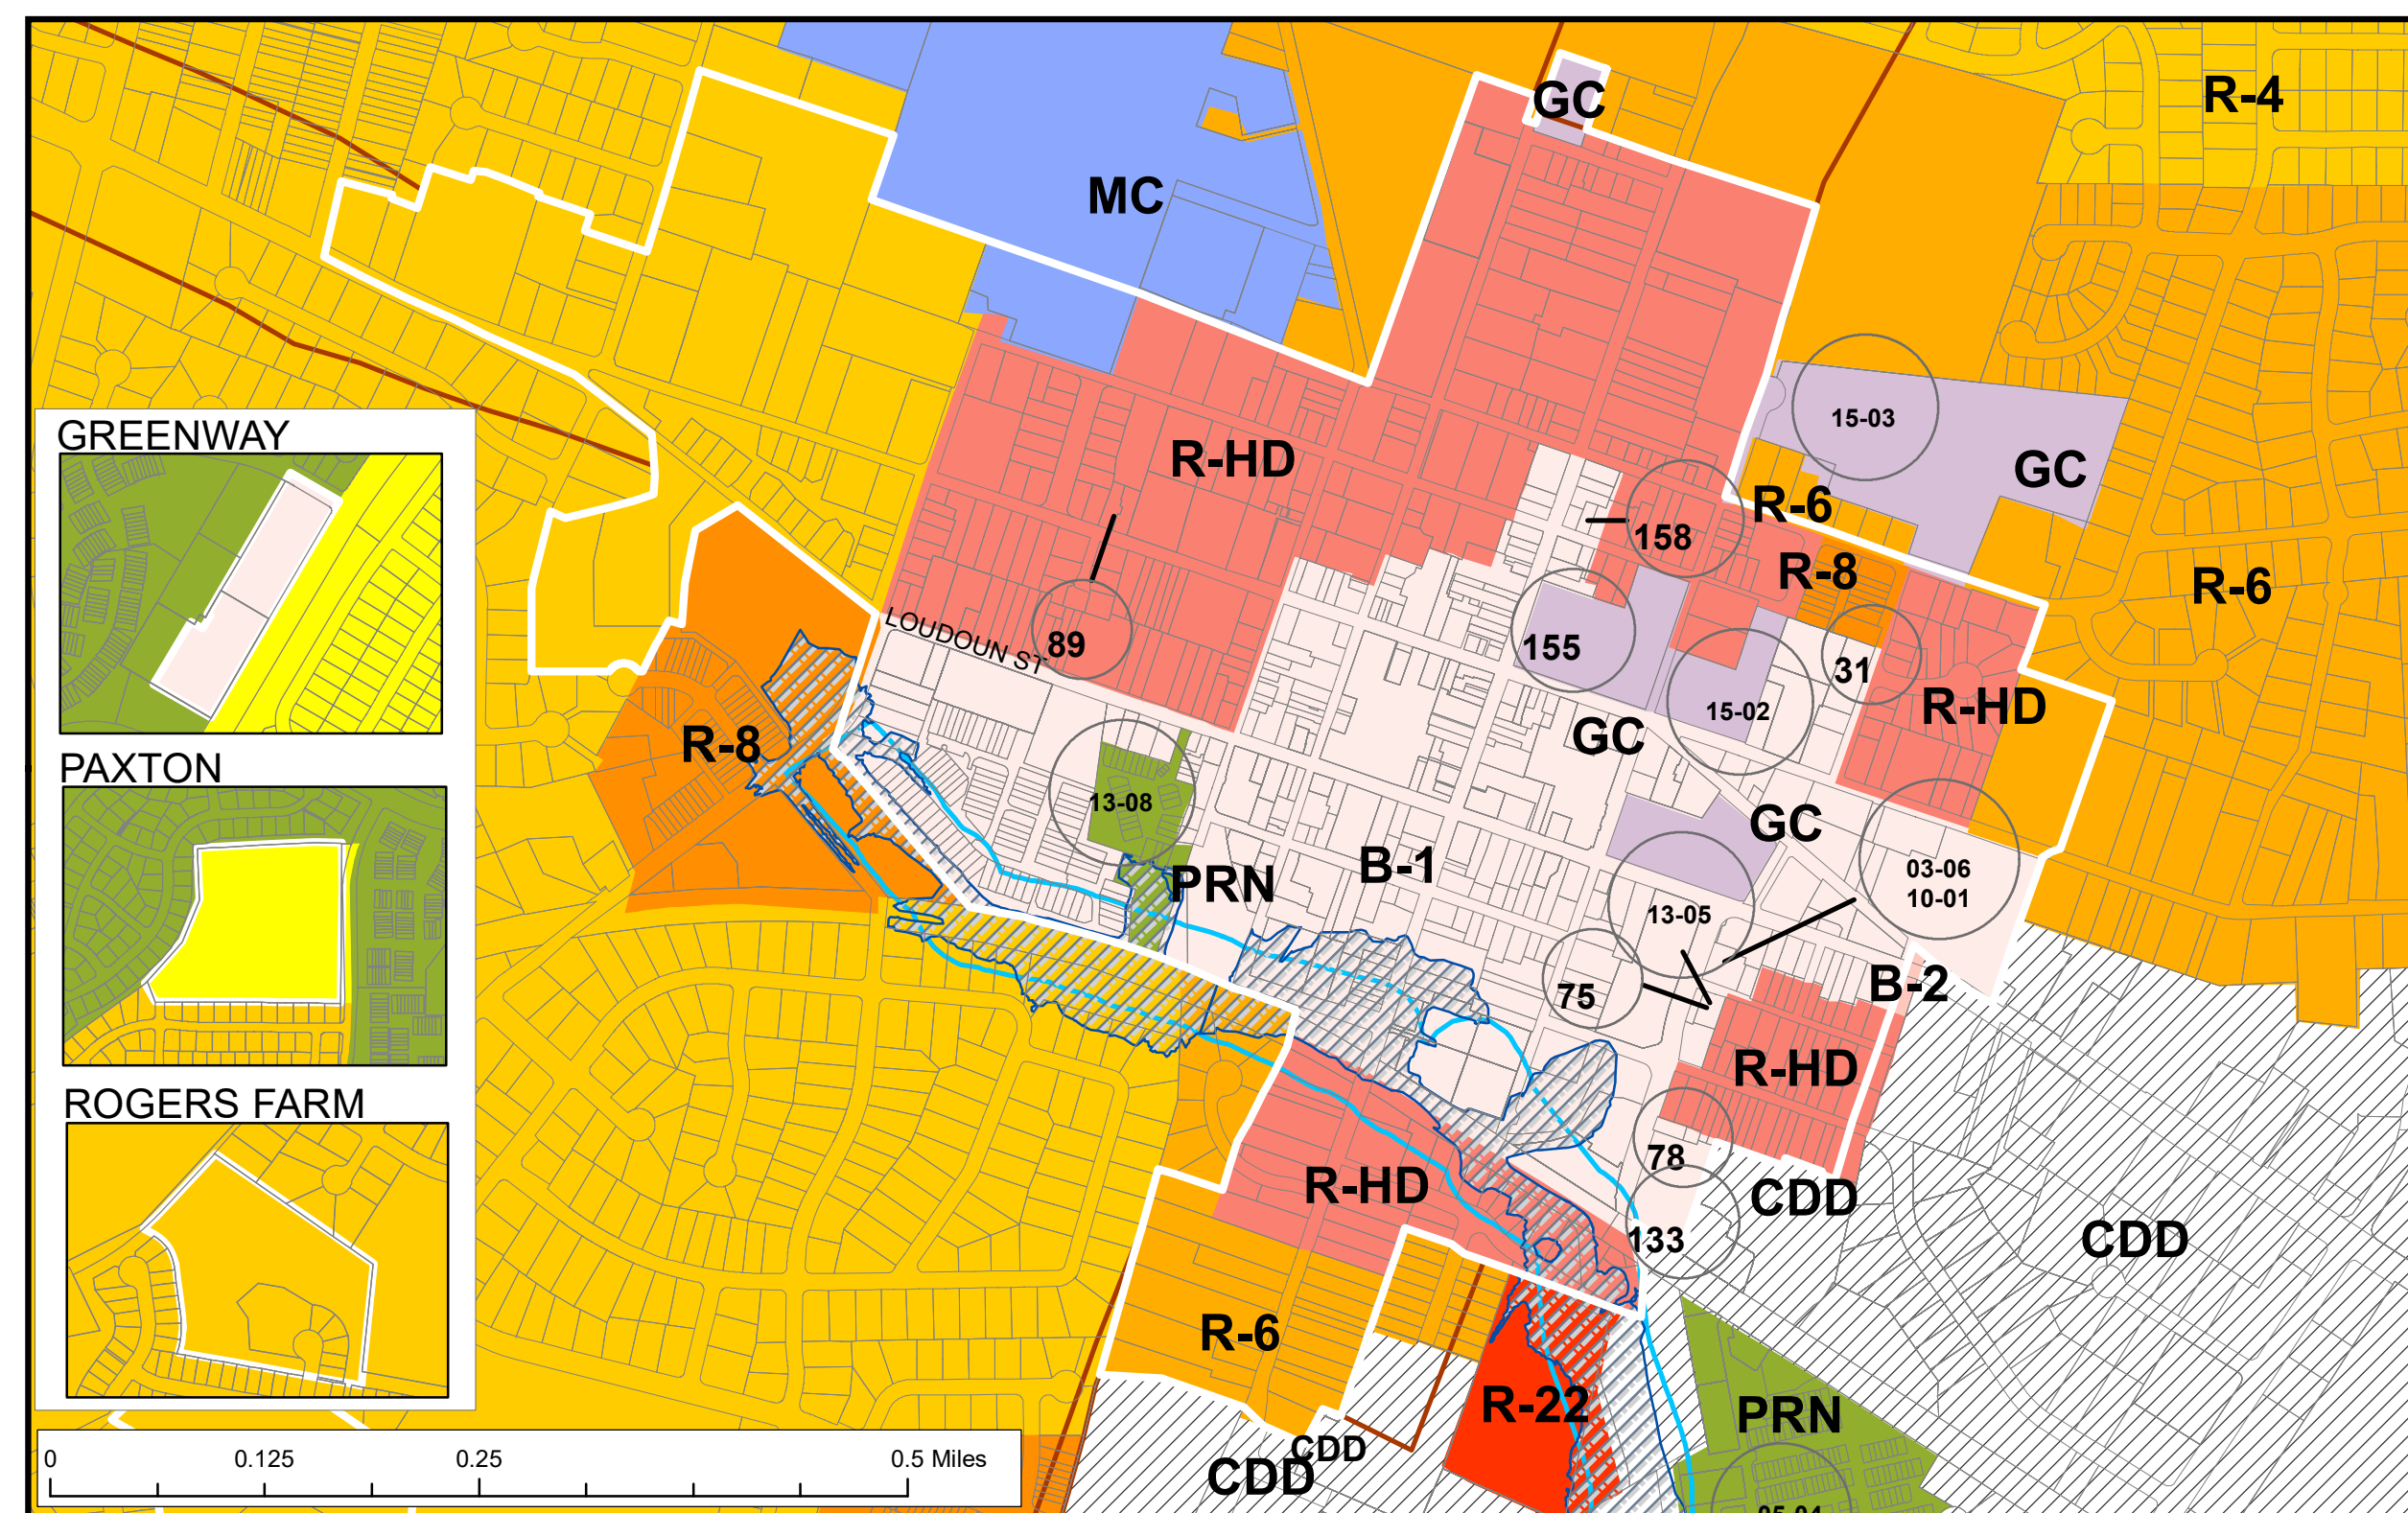 GC
R-4
MC
15-03
GC
R-HD
R-6
158
R-8
R-6
GREENWAY
LOUDOUN ST
89
155
31
15-02
R-HD
GC
R-8
PAXTON
13-08
GC
B-1
PRN
03-06
10-01
13-05
B-2
75
R-HD
ROGERS FARM
78
R-HD
CDD
133
CDD
R-6
R-22
PRN
CDD
CDD
0 0.125 0.25 0.5 Miles
05-04